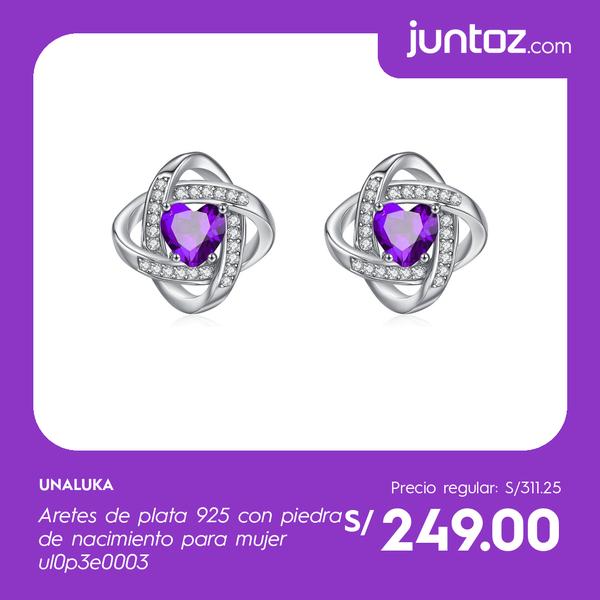 juntoz.com
UNALUKA
Aretes de plata 925 con piedra
de nacimiento para mujer
ul0p3e0003
Precio regular: S/311.25
S/ 249.00